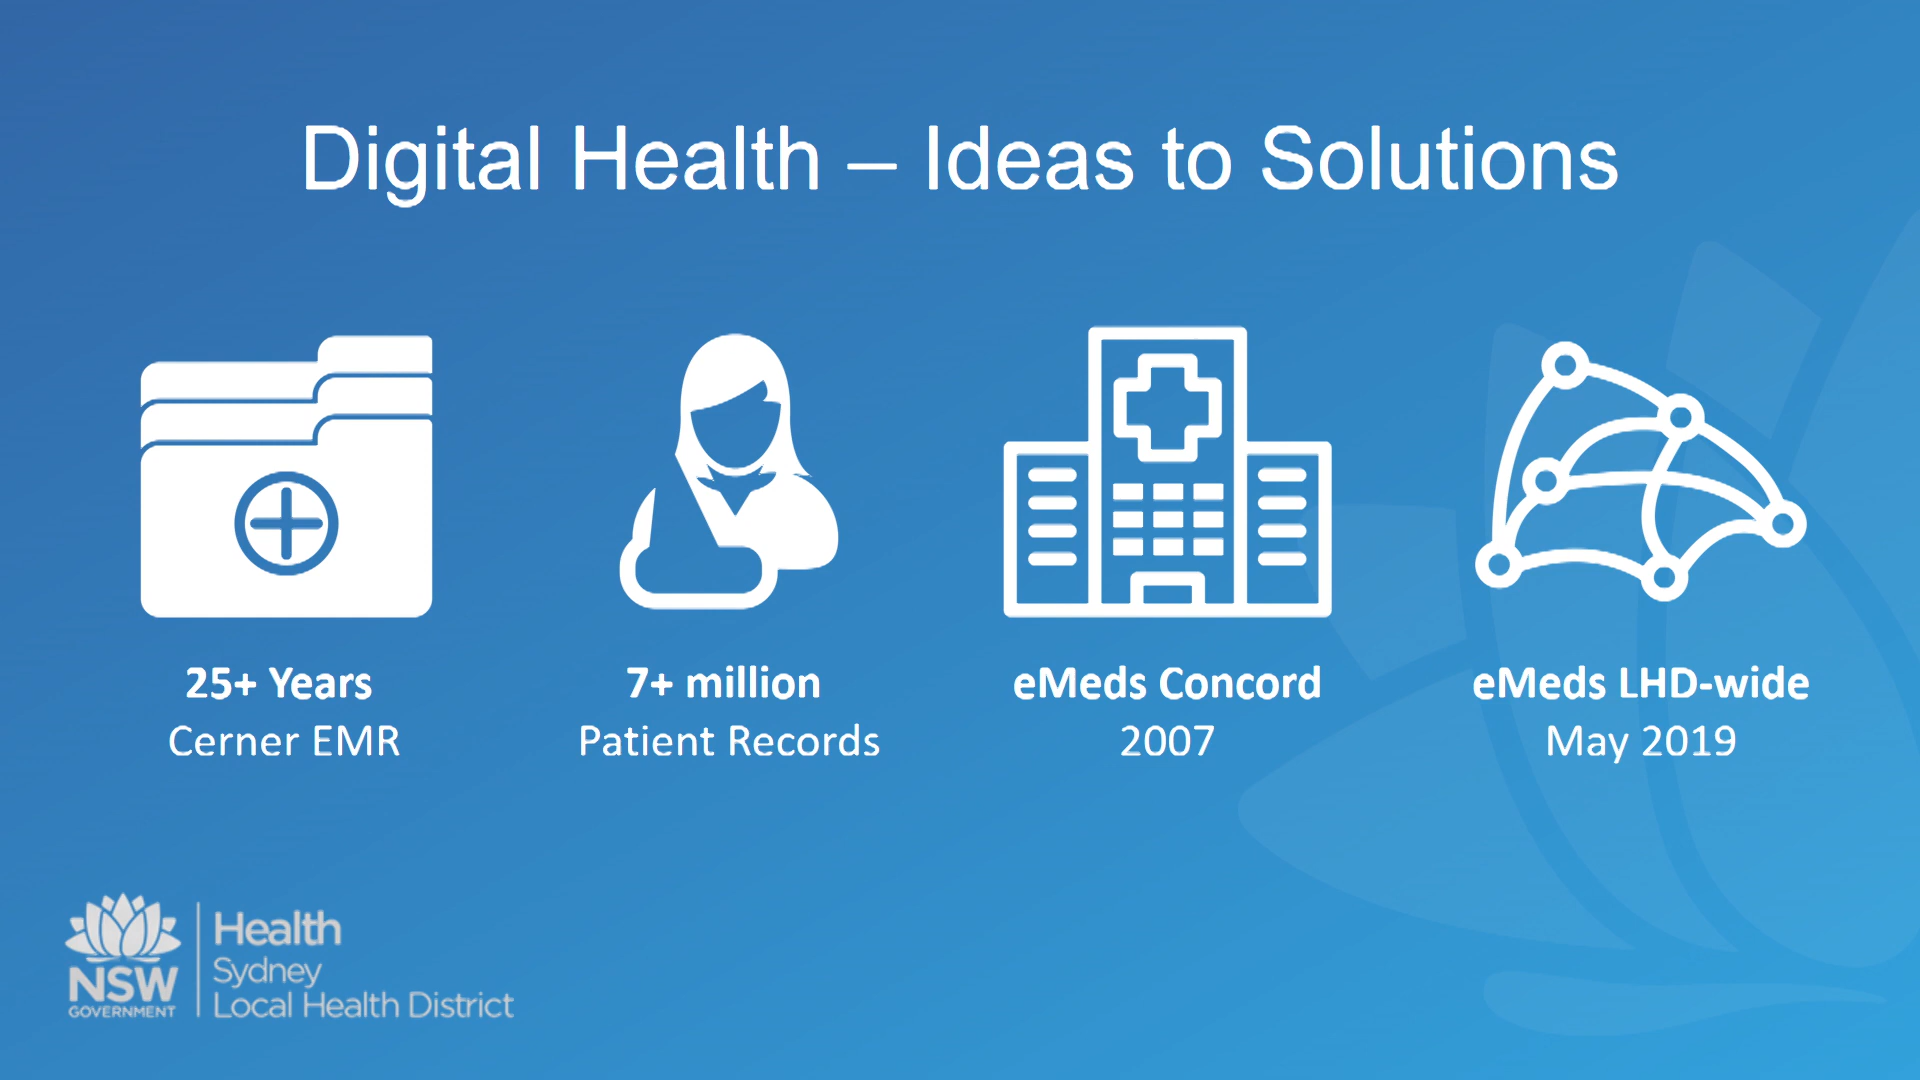 Digital Health – Ideas to Solutions
25+ Years
Cerner EMR
7+ million
Patient Records
eMeds Concord
2007
eMeds LHD-wide
May 2019
NSW
GOVERNMENT
Health
Sydney
Local Health District